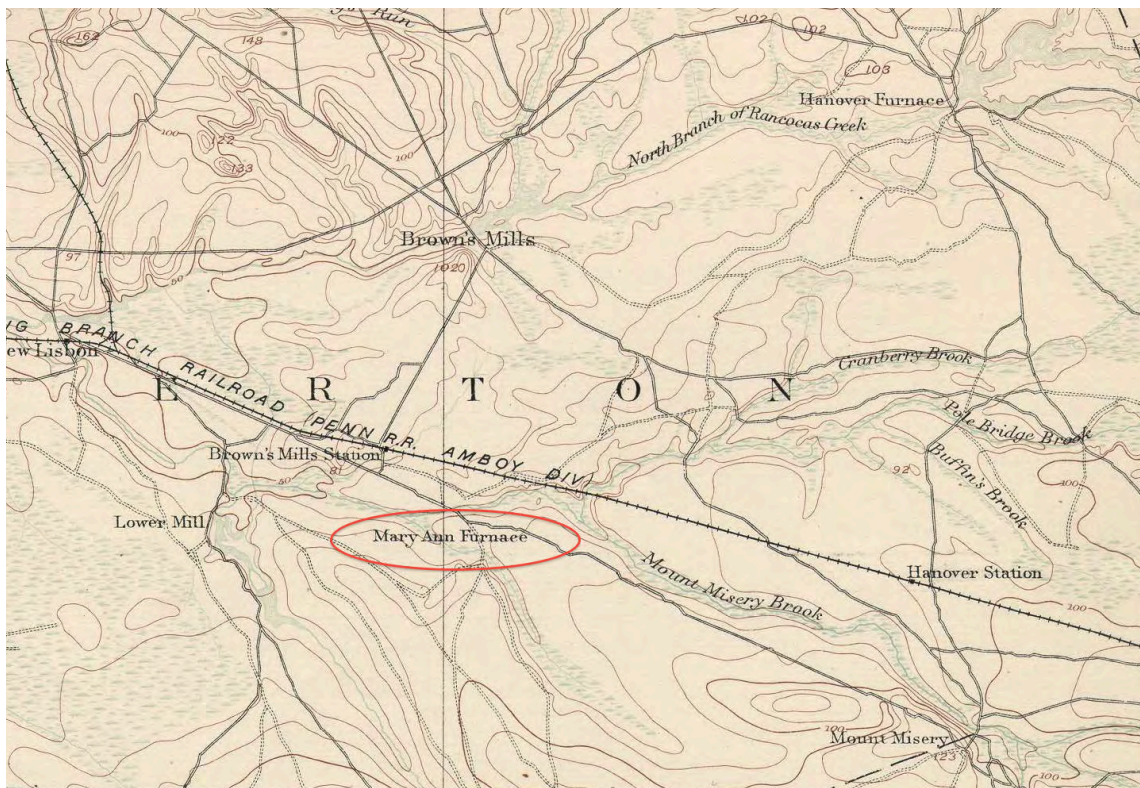 Run
162
148
102
102
103
Hanover Furnace
North Branch of Rancocas Creek
122
133
100
100
Brown's Mills
97
50
1020
BRANCH RAILROAD (PENN R.R. AMBOY DIV.)
ew Lisbon
E R T O N
Cranberry Brook
Pole Bridge Brook
Buffin's Brook
92
100
Brown's Mills Station
81
50
Lower Mill
Mary Ann Furnace
Mount Misery Brook
Hanover Station
100
100
Mount Misery
123
100